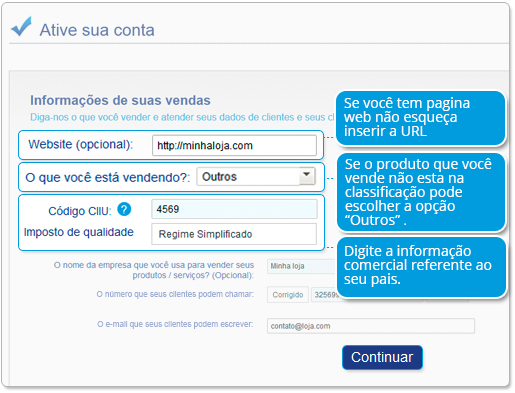 Ative sua conta
Informações de suas vendas
Diga-nos o que você vender e atender seus dados de clientes e seus
Website (opcional):
http://minhaloja.com
Se você tem pagina
web não esqueça
inserir a URL
O que você está vendendo?:
Outros
Se o produto que você
vende não esta na
classificação pode
escolher a opção
“Outros” .
Código CIIU: ?
4569
Imposto de qualidade
Regime Simplificado
Digite a informação
comercial referente ao
seu pais.
O nome da empresa que você usa para vender seus
produtos / serviços? (Opcional):
Minha loja
O número que seus clientes podem chamar:
Corrigido
O e-mail que seus clientes podem escrever:
contato@loja.com
Continuar